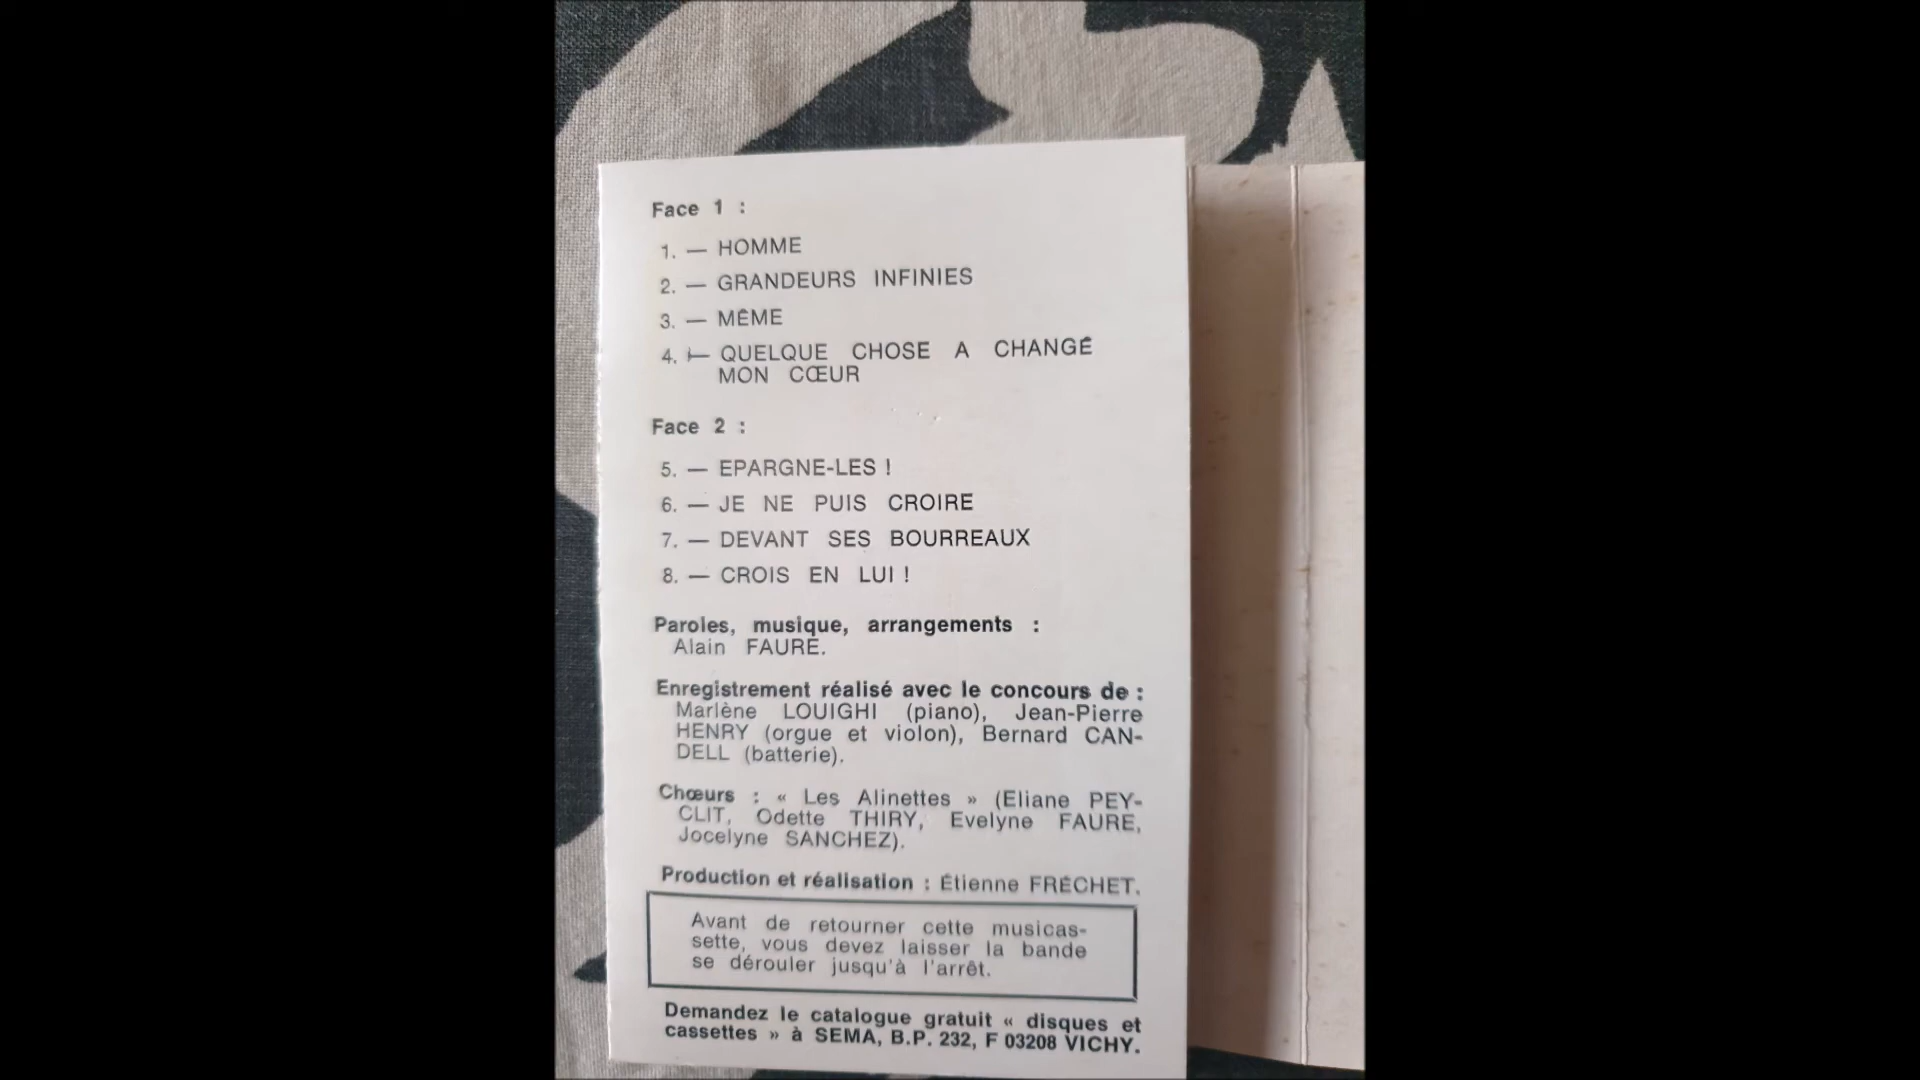 Face 1 :
1. — HOMME
2. — GRANDEURS INFINIES
3. — MÊME
4. — QUELQUE CHOSE A CHANGÉ
MON CŒUR
Face 2 :
5. — EPARGNE-LES !
6. — JE NE PUIS CROIRE
7. — DEVANT SES BOURREAUX
8. — CROIS EN LUI !
Paroles, musique, arrangements :
Alain FAURE.
Enregistrement réalisé avec le concours de :
Marlène LOUIGHI (piano), Jean-Pierre
HENRY (orgue et violon), Bernard CAN-
DELL (batterie).
Chœurs : « Les Alinettes » (Eliane PEY-
CLIT, Odette THIRY, Evelyne FAURE,
Jocelyne SANCHEZ).
Production et réalisation : Étienne FRÉCHET.
Avant de retourner cette musicas-
sette, vous devez laisser la bande
se dérouler jusqu'à l'arrêt.
Demandez le catalogue gratuit « disques et
cassettes » à SEMA, B.P. 232, F 03208 VICHY.